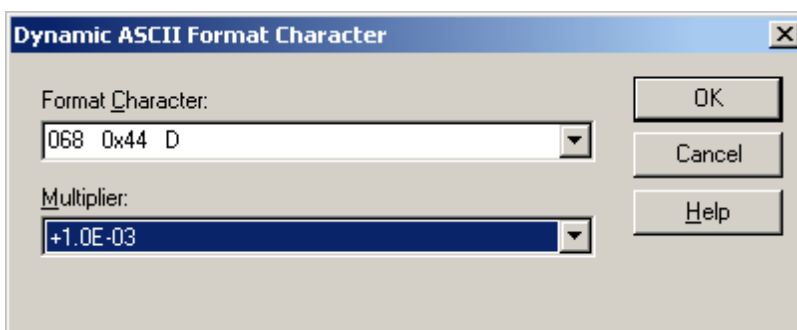 Dynamic ASCII Format Character
Format Character:
068 0x44 D
Multiplier:
+1.0E-03
OK
Cancel
Help